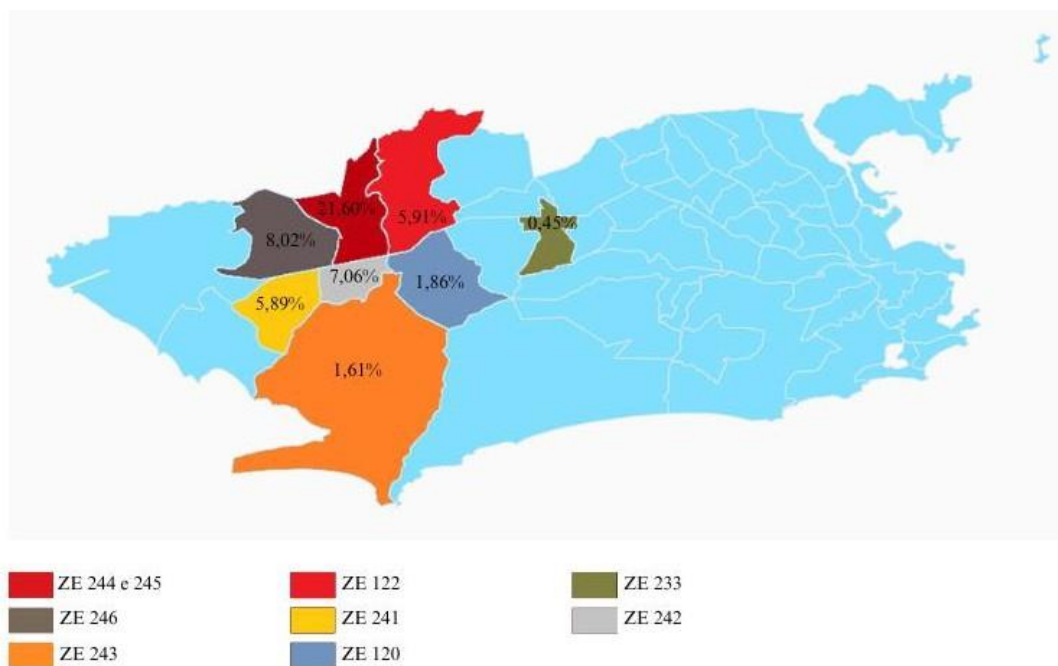 21,60%
5,91%
0,45%
8,02%
7,06%
1,86%
5,89%
1,61%
ZE 244 e 245
ZE 122
ZE 233
ZE 246
ZE 241
ZE 242
ZE 243
ZE 120